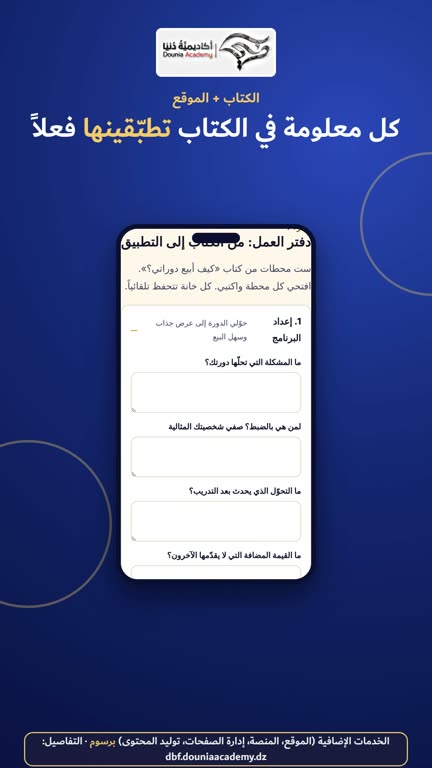 أكاديميّة دُنيَا
Dounia Academy
الكتاب + الموقع
كل معلومة في الكتاب تطبّقينها فعلاً
دفتر العمل: من الكتاب إلى التطبيق
ست محطات من كتاب «كيف أبيع دوراتي؟».
افتحي كل محطة واكتبي. كل خانة تتحفظ تلقائياً.
1. إعداد البرنامج
حوّلي الدورة إلى عرض جذاب وسهل البيع
ما المشكلة التي تحلّها دورتك؟
لمن هي بالضبط؟ صفي شخصيتك المثالية
ما التحوّل الذي يحدث بعد التدريب؟
ما القيمة المضافة التي لا يقدّمها الآخرون؟
الخدمات الإضافية (الموقع، المنصة، إدارة الصفحات، توليد المحتوى) برسوم · التفاصيل:
dbf.douniaacademy.dz